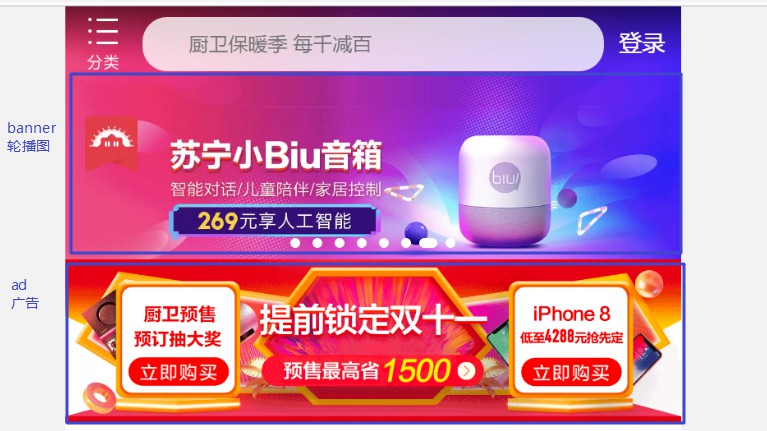 分类
厨卫保暖季 每千减百
登录
banner
轮播图
苏宁小Biu音箱
智能对话/儿童陪伴/家居控制
269元享人工智能
biu!
ad
广告
厨卫预售
预订抽大奖
立即购买
提前锁定双十一
预售最高省1500
iPhone 8
低至4288元抢先定
立即购买